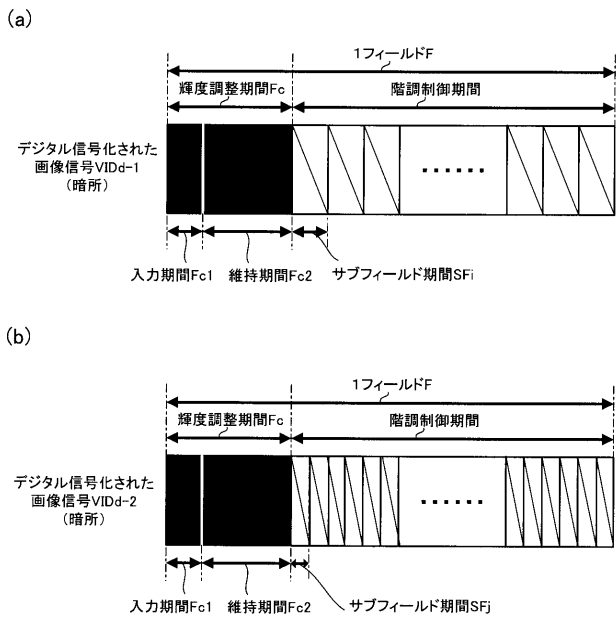 (a)
1フィールドF
輝度調整期間Fc
階調制御期間
デジタル信号化された
画像信号VIDd-1
(暗所)
入力期間Fc1
維持期間Fc2
サブフィールド期間SFi
(b)
1フィールドF
輝度調整期間Fc
階調制御期間
デジタル信号化された
画像信号VIDd-2
(暗所)
入力期間Fc1
維持期間Fc2
サブフィールド期間SFj